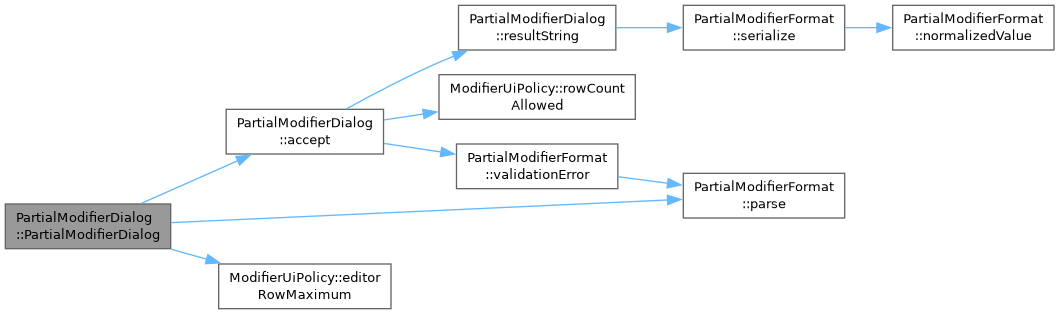 PartialModifierDialog
::PartialModifierDialog
PartialModifierDialog
::accept
PartialModifierDialog
::resultString
PartialModifierFormat
::serialize
PartialModifierFormat
::normalizedValue
ModifierUiPolicy::rowCount
Allowed
PartialModifierFormat
::validationError
PartialModifierFormat
::parse
ModifierUiPolicy::editor
RowMaximum